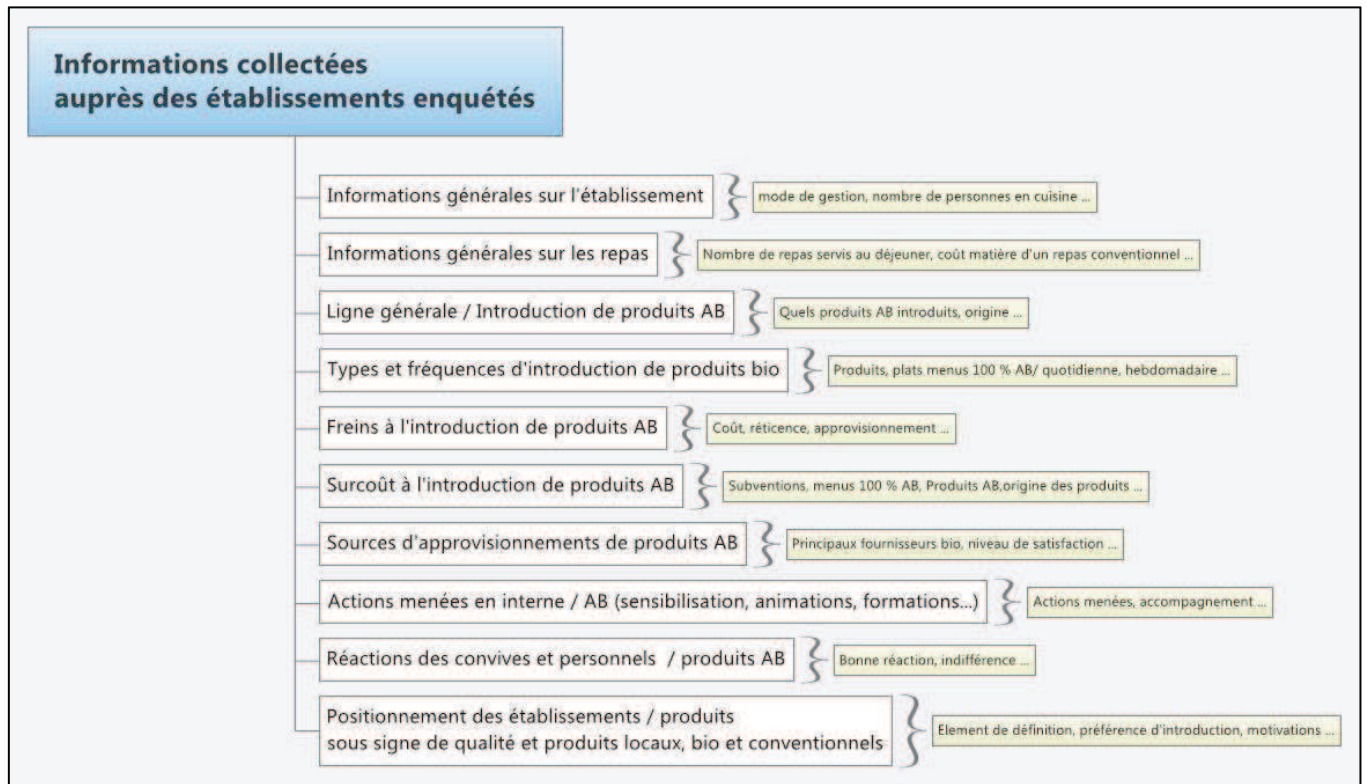 Informations collectées
auprès des établissements enquétés
Informations générales sur l'établissement
mode de gestion, nombre de personnes en cuisine ...
Informations générales sur les repas
Nombre de repas servis au déjeuner, coût matière d'un repas conventionnel ...
Ligne générale / Introduction de produits AB
Quels produits AB introduits, origine ...
Types et fréquences d'introduction de produits bio
Produits, plats menus 100 % AB/ quotidienne, hebdomadaire ...
Freins à l'introduction de produits AB
Coût, réticence, approvisionnement ...
Surcoût à l'introduction de produits AB
Subventions, menus 100 % AB, Produits AB,origine des produits ...
Sources d'approvisionnements de produits AB
Principaux fournisseurs bio, niveau de satisfaction ...
Actions menées en interne / AB (sensibilisation, animations, formations...)
Actions menées, accompagnement ...
Réactions des convives et personnels / produits AB
Bonne réaction, indifférence ...
Positionnement des établissements / produits
sous signe de qualité et produits locaux, bio et conventionnels
Element de définition, préférence d'introduction, motivations ...